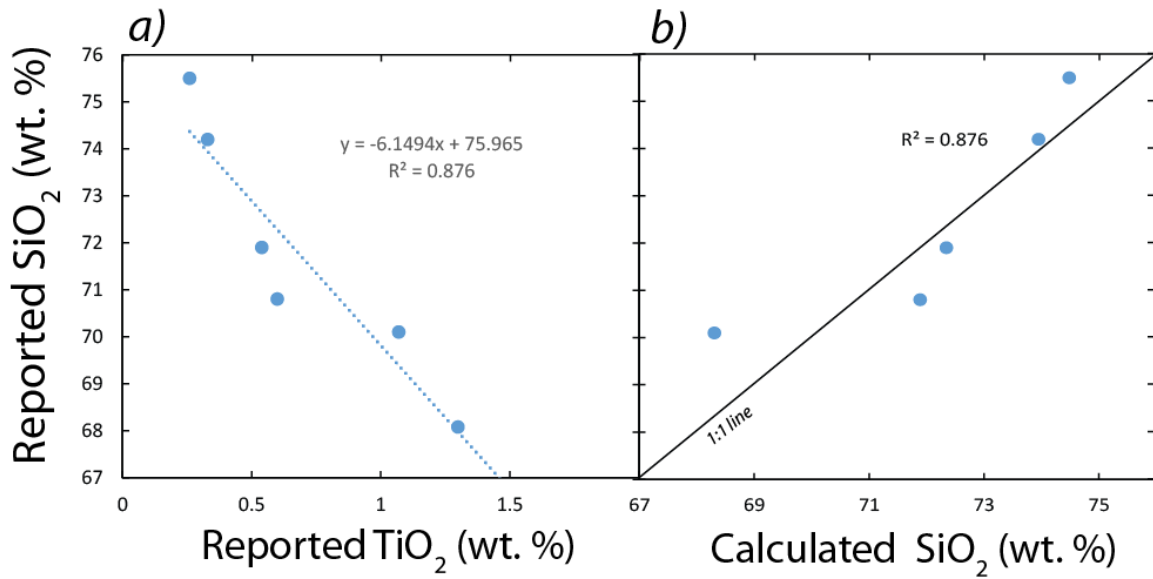 a)
b)
Reported SiO₂ (wt. %)
76
75
74
73
72
71
70
69
68
67
y = -6.1494x + 75.965
R² = 0.876
0
0.5
1
1.5
Reported TiO₂ (wt. %)
R² = 0.876
1:1 line
67
69
71
73
75
Calculated SiO₂ (wt. %)